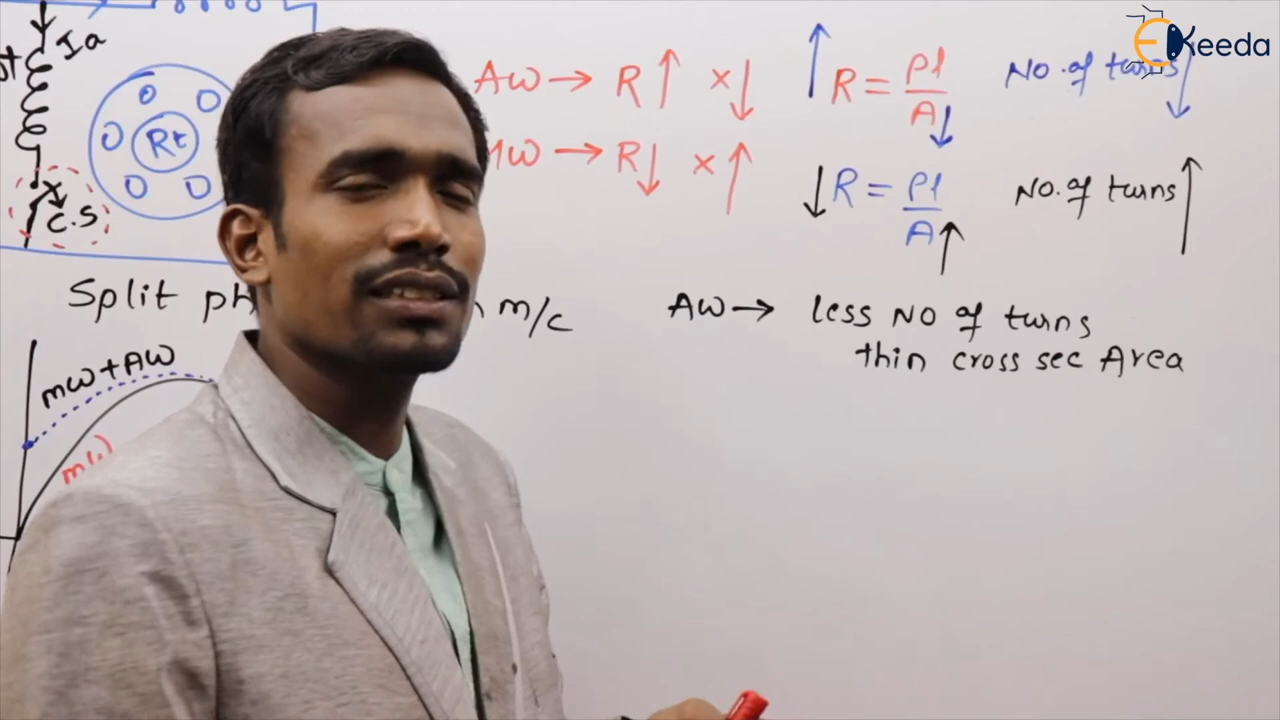 Ekeeda
Ia
Rt
C.S
AW → R↑ X↓
↑R = ρl/A↓
No. of turns↓
MW → R↓ X↑
↓R = ρl/A↑
No. of turns↑
Split ph m/c
AW → less NO of turns
thin cross sec Area
mw + AW